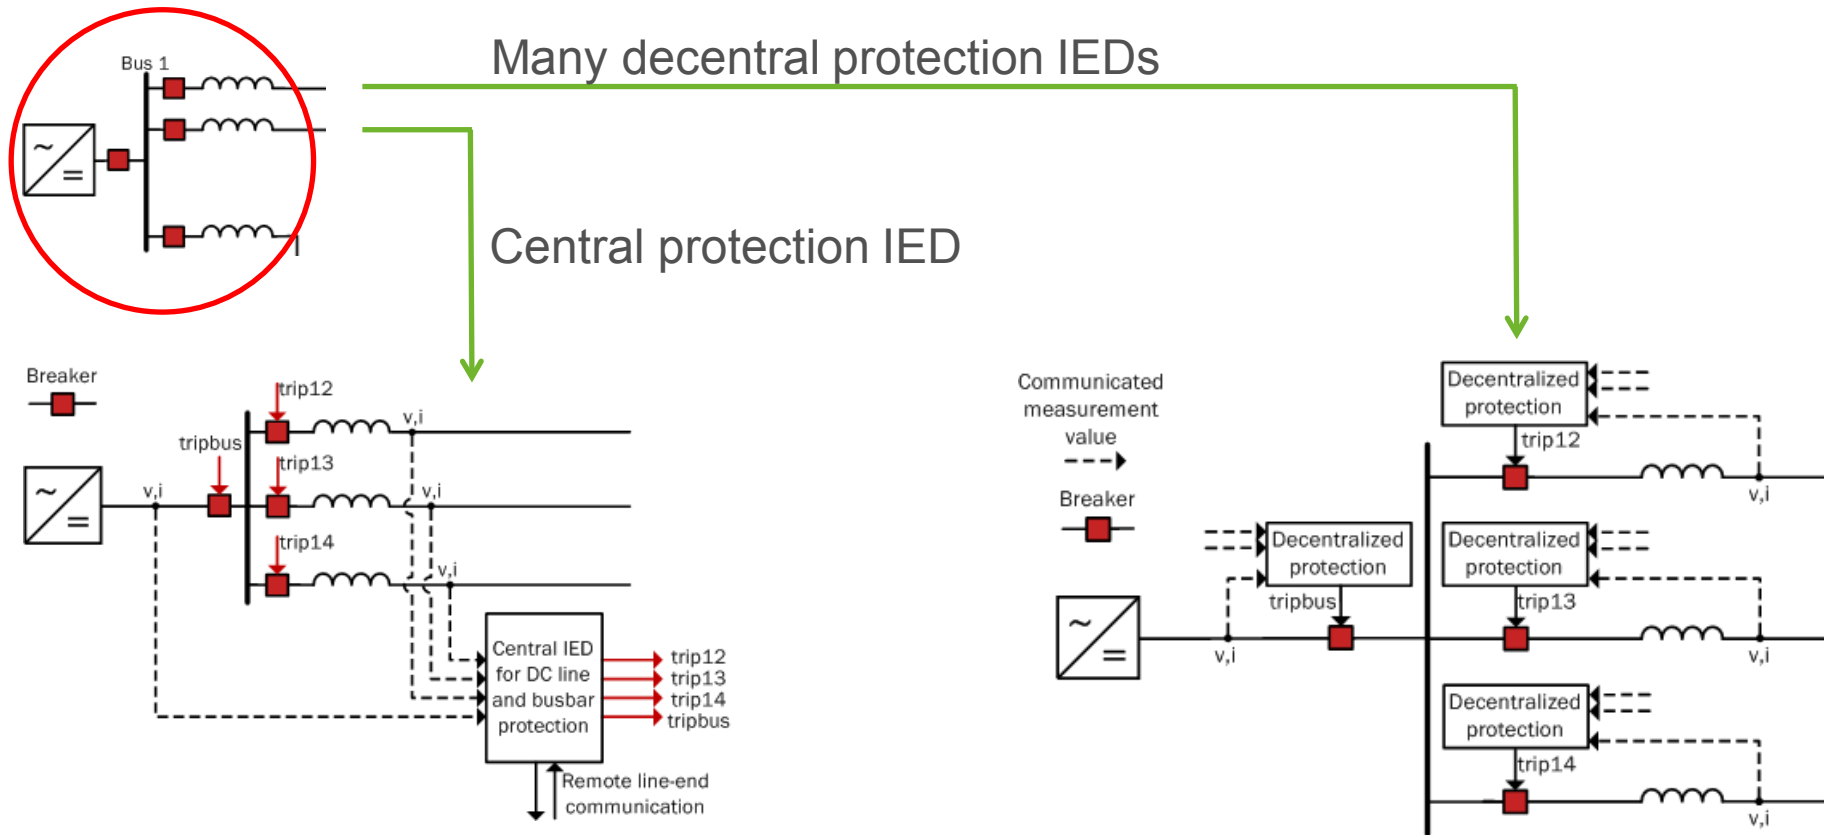 Many decentral protection IEDs
Bus 1
~
=
Central protection IED
Breaker
trip12
v,i
tripbus
trip13
~
=
v,i
v,i
trip14
v,i
Central IED
for DC line
and busbar
protection
trip12
trip13
trip14
tripbus
Remote line-end
communication
Communicated
measurement
value
Breaker
Decentralized
protection
trip12
v,i
Decentralized
protection
tripbus
Decentralized
protection
trip13
~
=
v,i
v,i
Decentralized
protection
trip14
v,i